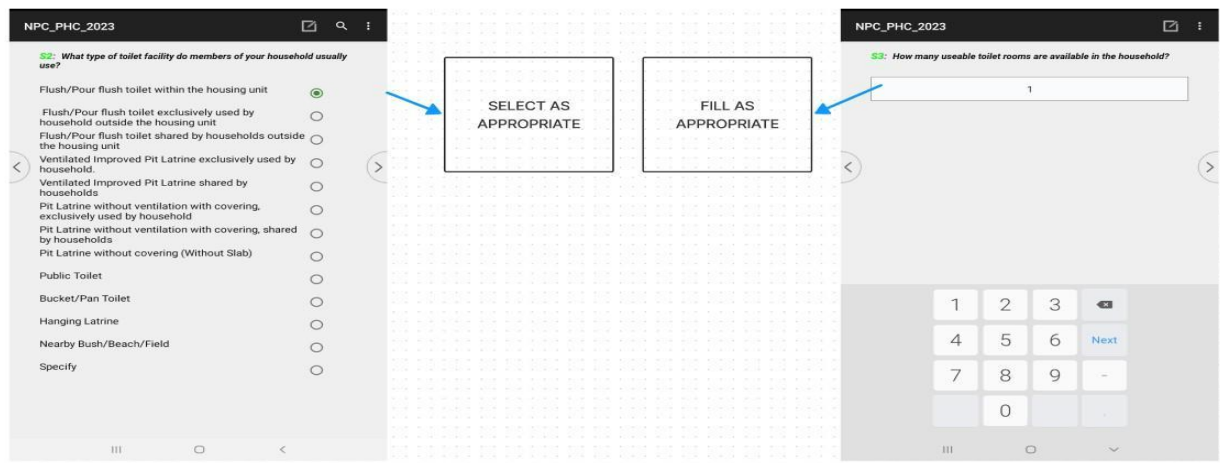 NPC_PHC_2023
S2: What type of toilet facility do members of your household usually
use?
Flush/Pour flush toilet within the housing unit
Flush/Pour flush toilet exclusively used by
household outside the housing unit
Flush/Pour flush toilet shared by households outside
the housing unit
Ventilated Improved Pit Latrine exclusively used by
household.
Ventilated Improved Pit Latrine shared by
households
Pit Latrine without ventilation with covering,
exclusively used by household
Pit Latrine without ventilation with covering, shared
by households
Pit Latrine without covering (Without Slab)
Public Toilet
Bucket/Pan Toilet
Hanging Latrine
Nearby Bush/Beach/Field
Specify
SELECT AS
APPROPRIATE
FILL AS
APPROPRIATE
NPC_PHC_2023
S3: How many useable toilet rooms are available in the household?
1
1 2 3
4 5 6 Next
7 8 9 -
0 .